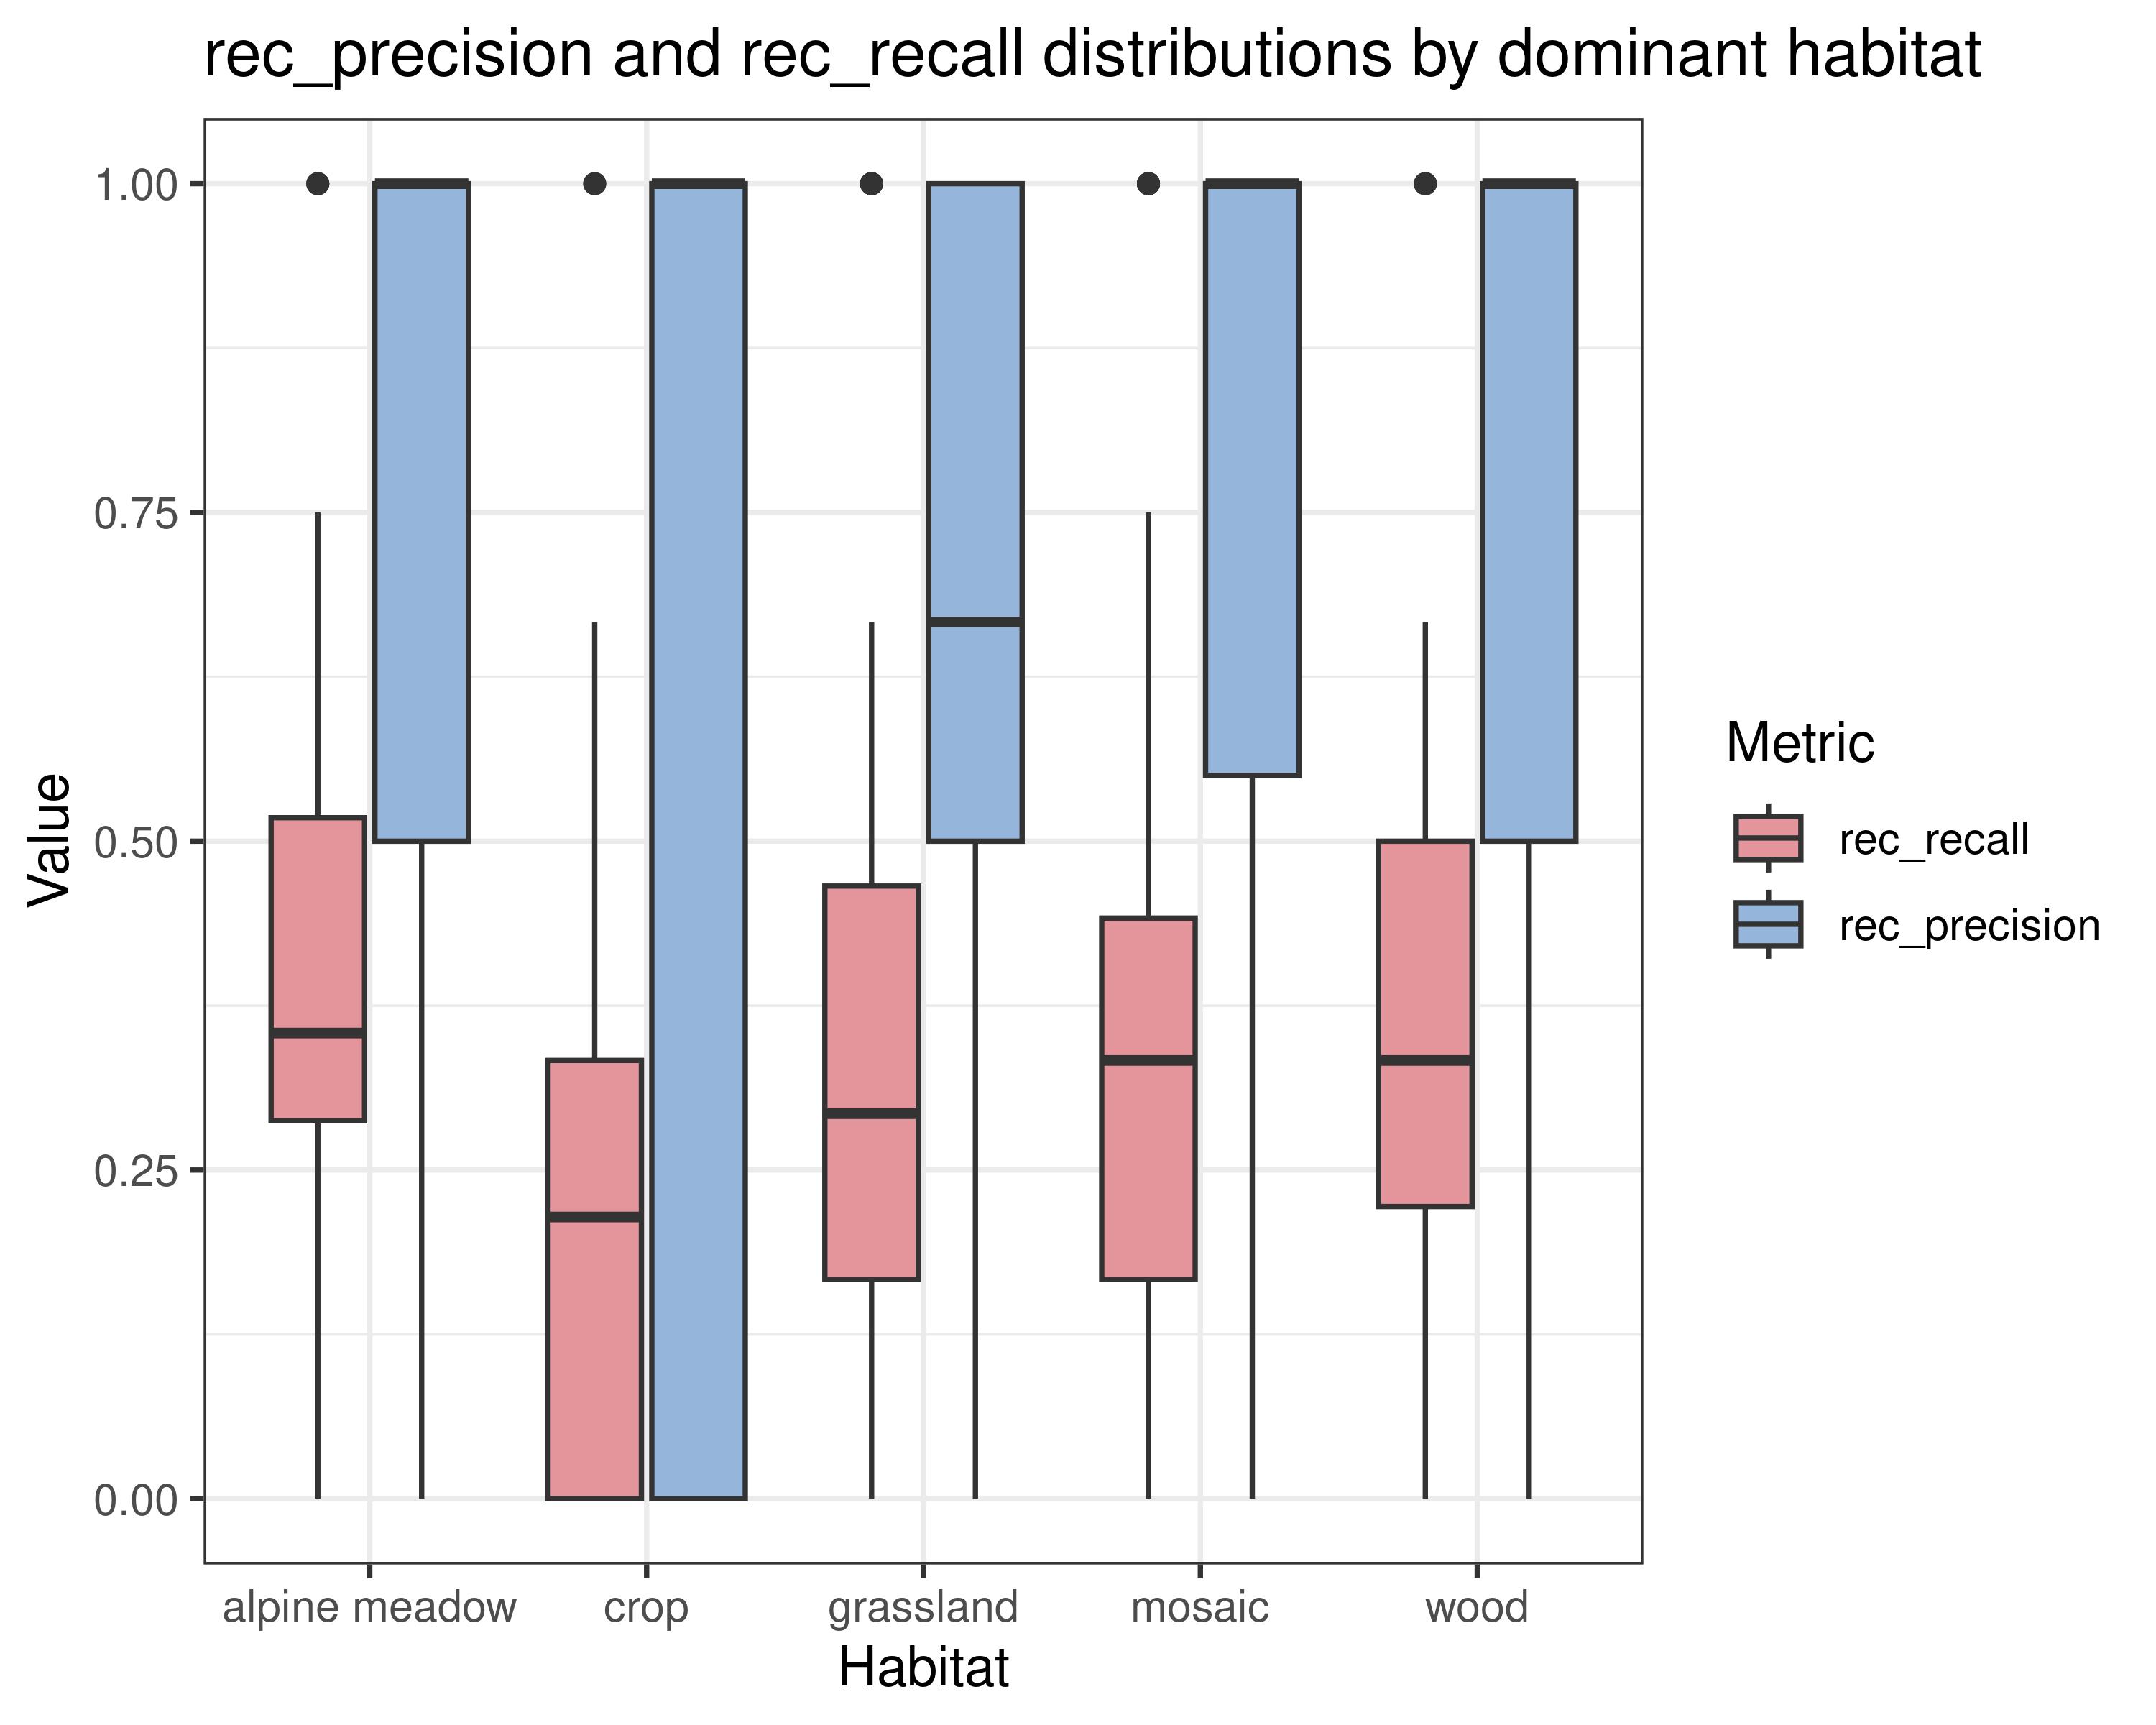 rec_precision and rec_recall distributions by dominant habitat
1.00
0.75
0.50
0.25
0.00
Value
alpine meadow crop grassland mosaic wood
Habitat
Metric
rec_recall
rec_precision